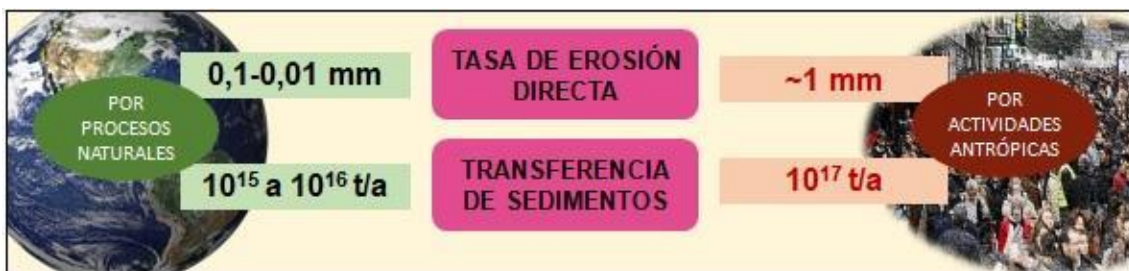 POR
PROCESOS
NATURALES
0,1-0,01 mm
10¹⁵ a 10¹⁶ t/a
TASA DE EROSIÓN
DIRECTA
TRANSFERENCIA
DE SEDIMENTOS
~1 mm
10¹⁷ t/a
POR
ACTIVIDADES
ANTRÓPICAS